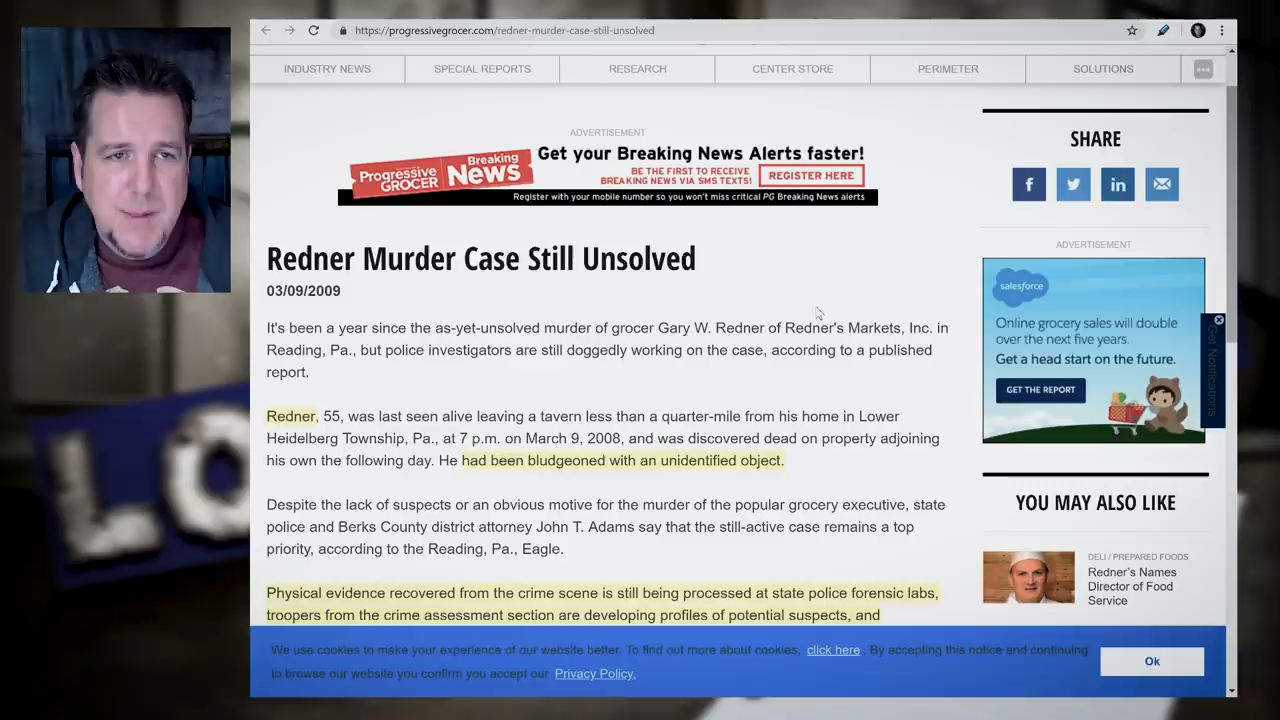 https://progressivegrocer.com/redner-murder-case-still-unsolved
INDUSTRY NEWS
SPECIAL REPORTS
RESEARCH
CENTER STORE
PERIMETER
SOLUTIONS
ADVERTISEMENT
Progressive GROCER
Breaking News
Get your Breaking News Alerts faster!
BE THE FIRST TO RECEIVE
BREAKING NEWS VIA SMS TEXTS!
REGISTER HERE
Register with your mobile number so you won't miss critical PG Breaking News alerts
Redner Murder Case Still Unsolved
03/09/2009
It's been a year since the as-yet-unsolved murder of grocer Gary W. Redner of Redner's Markets, Inc. in
Reading, Pa., but police investigators are still doggedly working on the case, according to a published
report.
Redner, 55, was last seen alive leaving a tavern less than a quarter-mile from his home in Lower
Heidelberg Township, Pa., at 7 p.m. on March 9, 2008, and was discovered dead on property adjoining
his own the following day. He had been bludgeoned with an unidentified object.
Despite the lack of suspects or an obvious motive for the murder of the popular grocery executive, state
police and Berks County district attorney John T. Adams say that the still-active case remains a top
priority, according to the Reading, Pa., Eagle.
Physical evidence recovered from the crime scene is still being processed at state police forensic labs,
troopers from the crime assessment section are developing profiles of potential suspects, and
SHARE
ADVERTISEMENT
salesforce
Online grocery sales will double
over the next five years.
Get a head start on the future.
GET THE REPORT
Get Notifications
YOU MAY ALSO LIKE
DELI / PREPARED FOODS
Redner's Names
Director of Food
Service
We use cookies to make your experience of our website better. To find out more about cookies, click here. By accepting this notice and continuing
to browse our website you confirm you accept our Privacy Policy.
Ok
LO